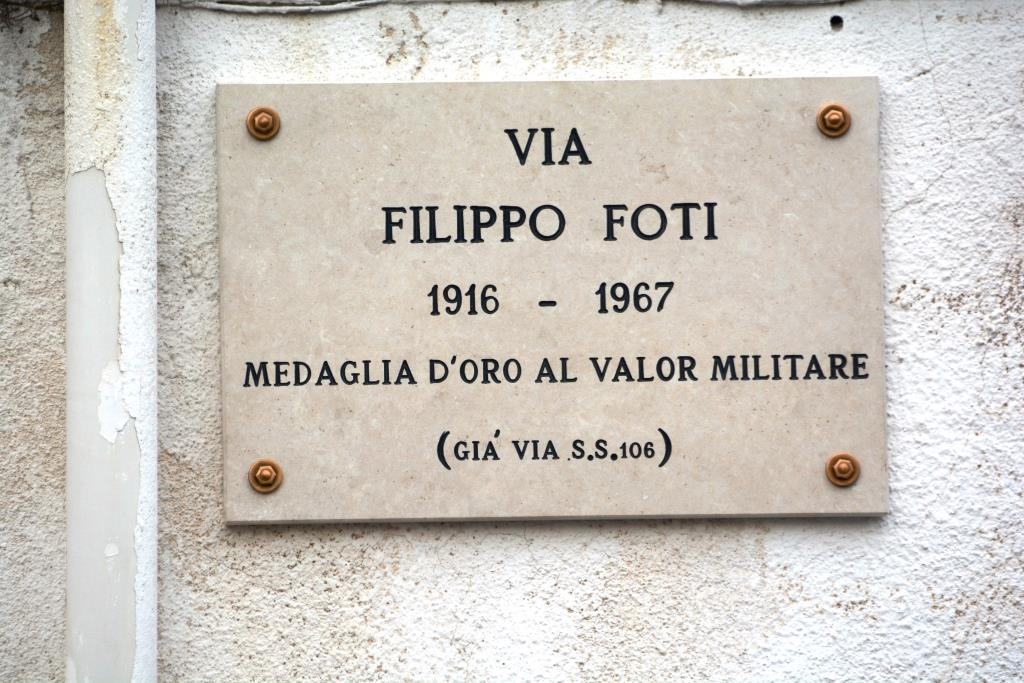 VIA
FILIPPO FOTI
1916 - 1967
MEDAGLIA D'ORO AL VALOR MILITARE
(GIA' VIA S.S.106)